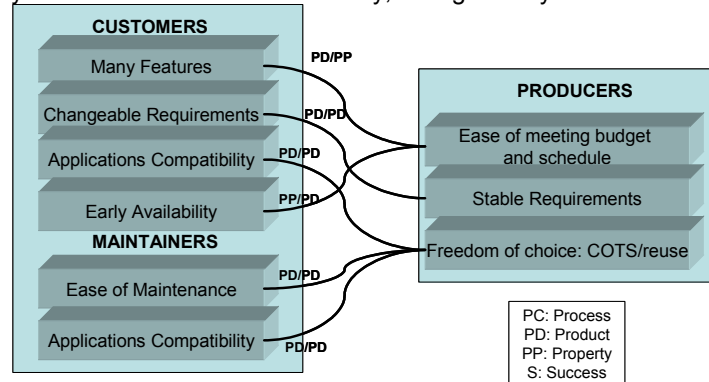 CUSTOMERS
Many Features
Changeable Requirements
Applications Compatibility
Early Availability
MAINTAINERS
Ease of Maintenance
Applications Compatibility
PD/PP
PD/PD
PD/PD
PP/PD
PD/PD
PD/PD
PRODUCERS
Ease of meeting budget
and schedule
Stable Requirements
Freedom of choice: COTS/reuse
PC: Process
PD: Product
PP: Property
S: Success